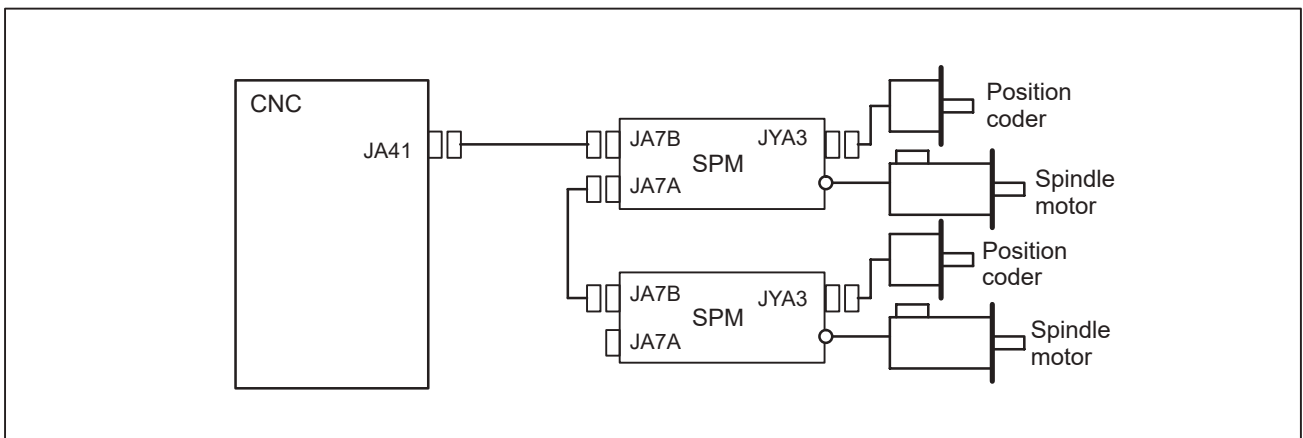 CNC
JA41
JA7B
JYA3
SPM
JA7A
Position
coder
Spindle
motor
JA7B
JYA3
SPM
JA7A
Position
coder
Spindle
motor